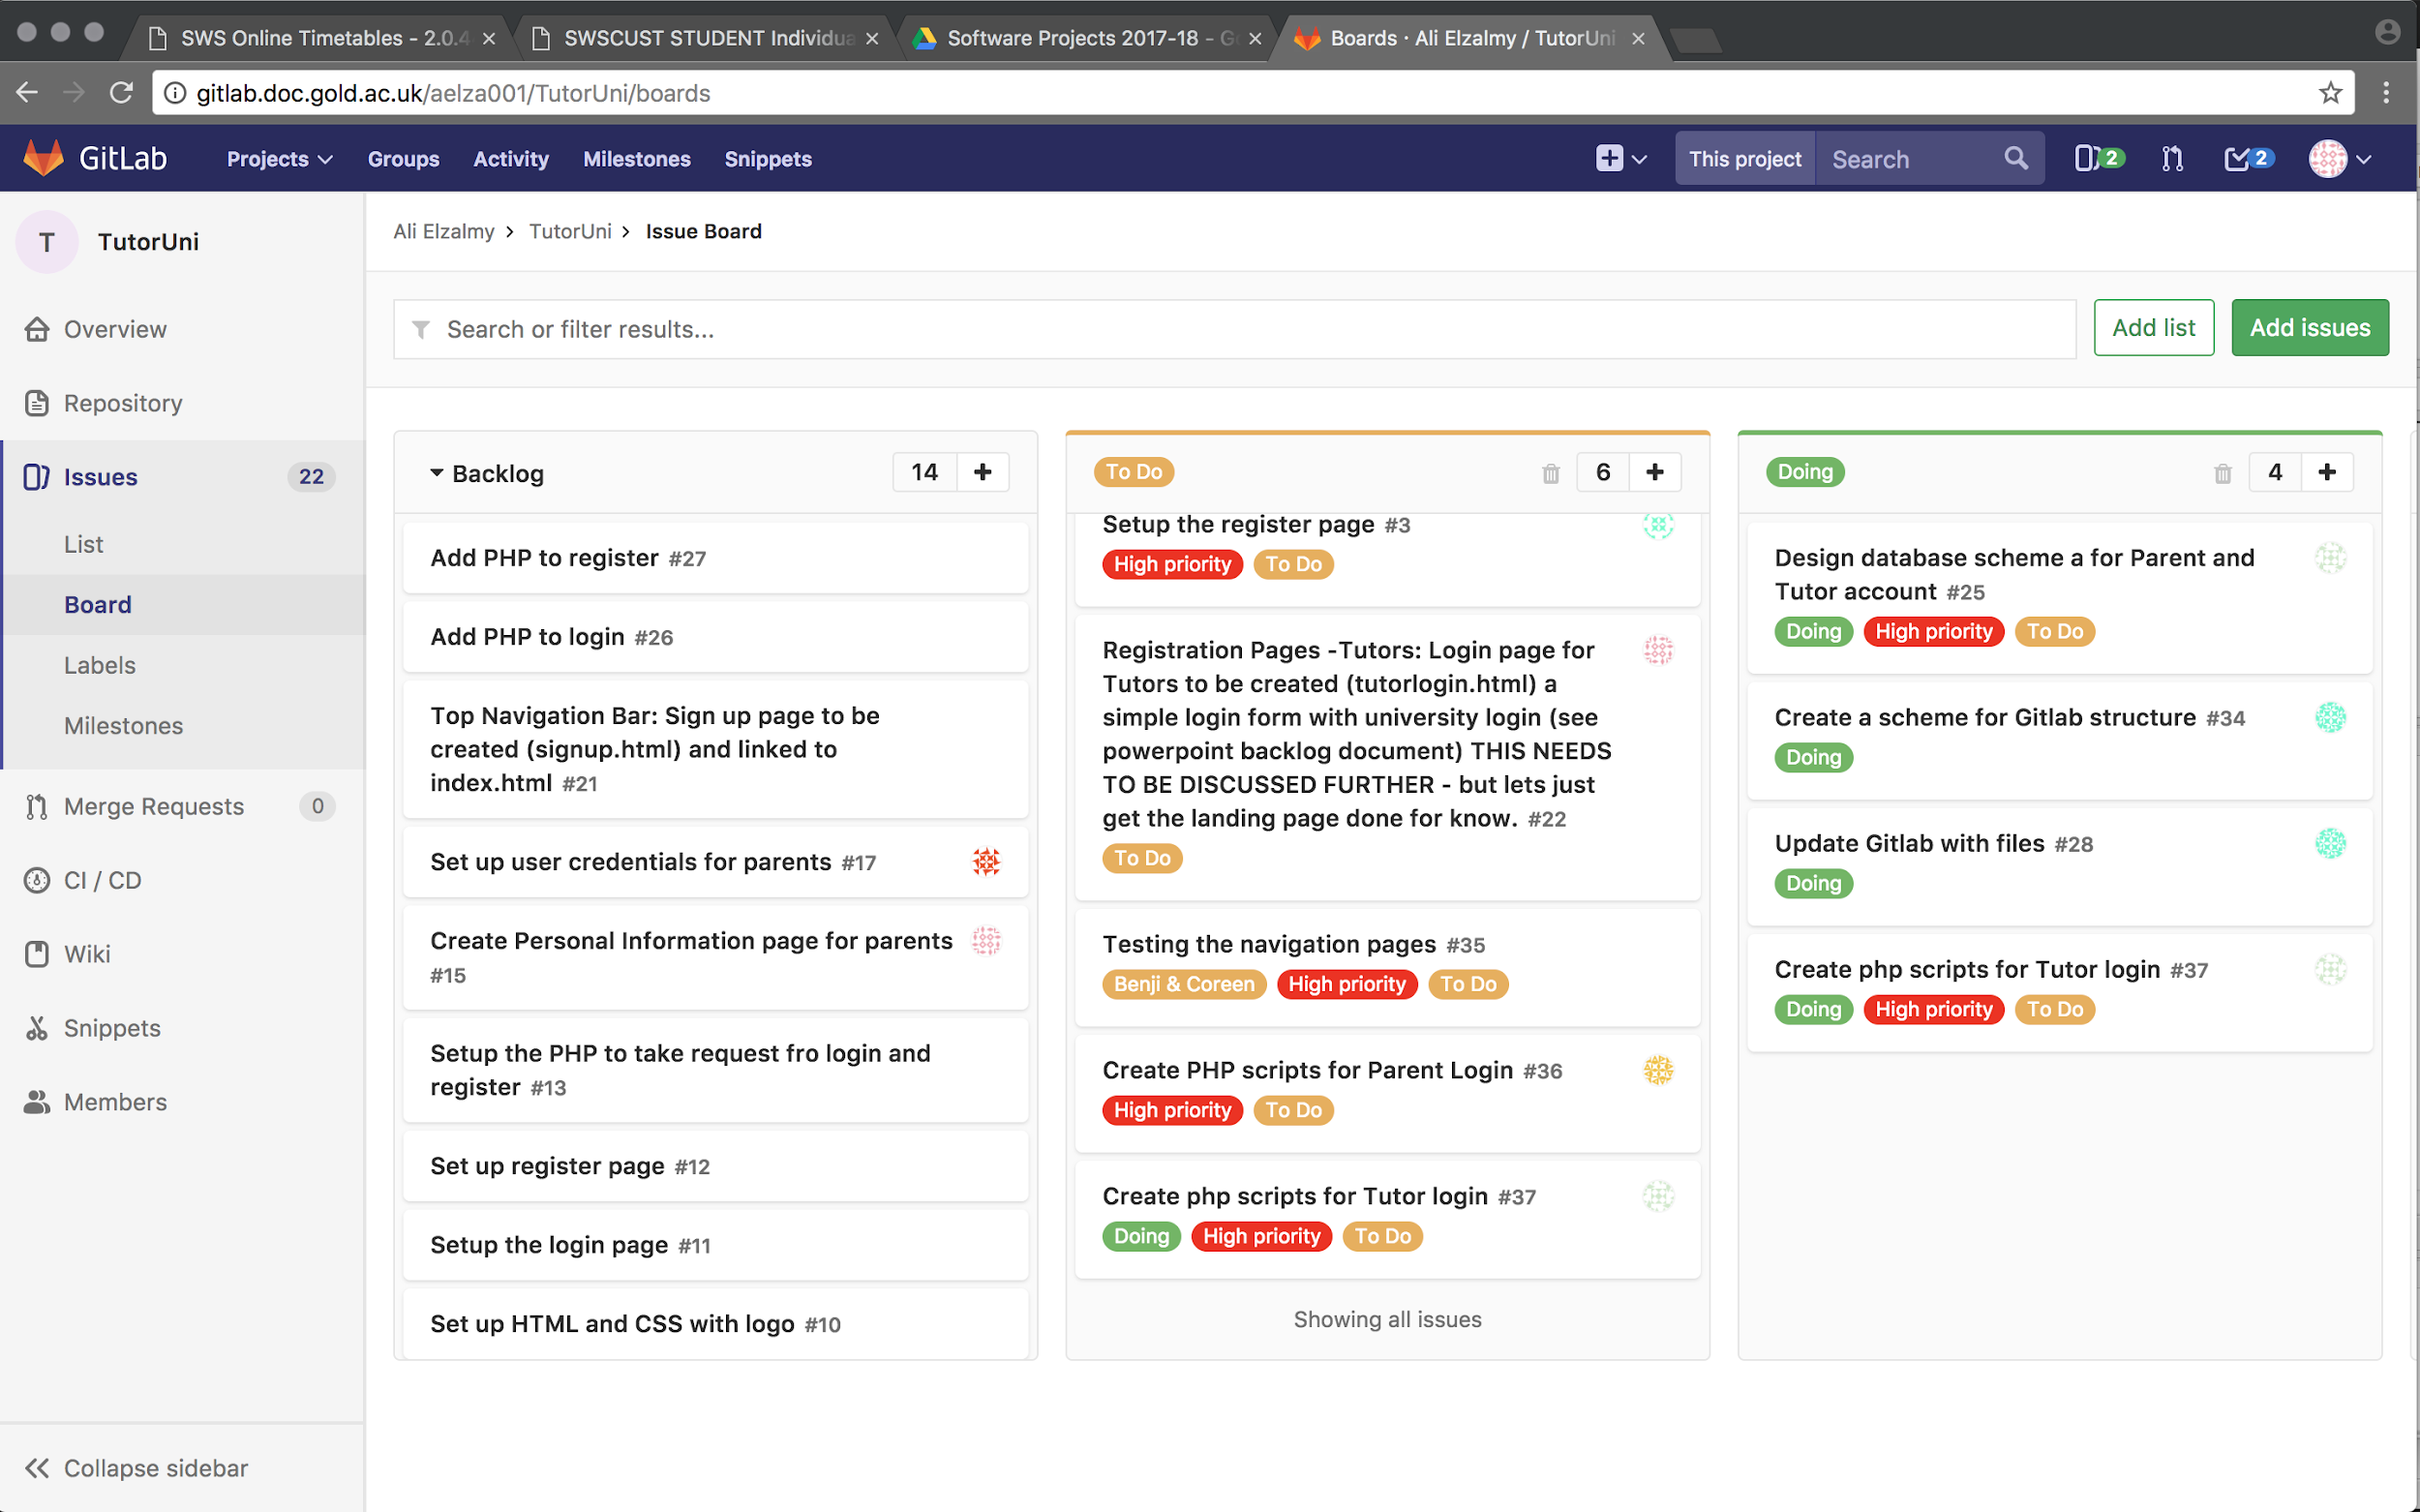 SWS Online Timetables - 2.0.4
SWSCUST STUDENT Individua
Software Projects 2017-18 - Go
Boards · Ali Elzalmy / TutorUni
gitlab.doc.gold.ac.uk/aelza001/TutorUni/boards
GitLab Projects Groups Activity Milestones Snippets This project Search 2 2
T TutorUni
Overview
Repository
Issues 22
List
Board
Labels
Milestones
Merge Requests 0
CI / CD
Wiki
Snippets
Members
Collapse sidebar
Ali Elzalmy > TutorUni > Issue Board
Search or filter results...
Add list
Add issues
Backlog 14 +
Add PHP to register #27
Add PHP to login #26
Top Navigation Bar: Sign up page to be
created (signup.html) and linked to
index.html #21
Set up user credentials for parents #17
Create Personal Information page for parents
#15
Setup the PHP to take request fro login and
register #13
Set up register page #12
Setup the login page #11
Set up HTML and CSS with logo #10
To Do 6 +
Setup the register page #3
High priority To Do
Registration Pages -Tutors: Login page for
Tutors to be created (tutorlogin.html) a
simple login form with university login (see
powerpoint backlog document) THIS NEEDS
TO BE DISCUSSED FURTHER - but lets just
get the landing page done for know. #22
To Do
Testing the navigation pages #35
Benji & Coreen High priority To Do
Create PHP scripts for Parent Login #36
High priority To Do
Create php scripts for Tutor login #37
Doing High priority To Do
Showing all issues
Doing 4 +
Design database scheme a for Parent and
Tutor account #25
Doing High priority To Do
Create a scheme for Gitlab structure #34
Doing
Update Gitlab with files #28
Doing
Create php scripts for Tutor login #37
Doing High priority To Do